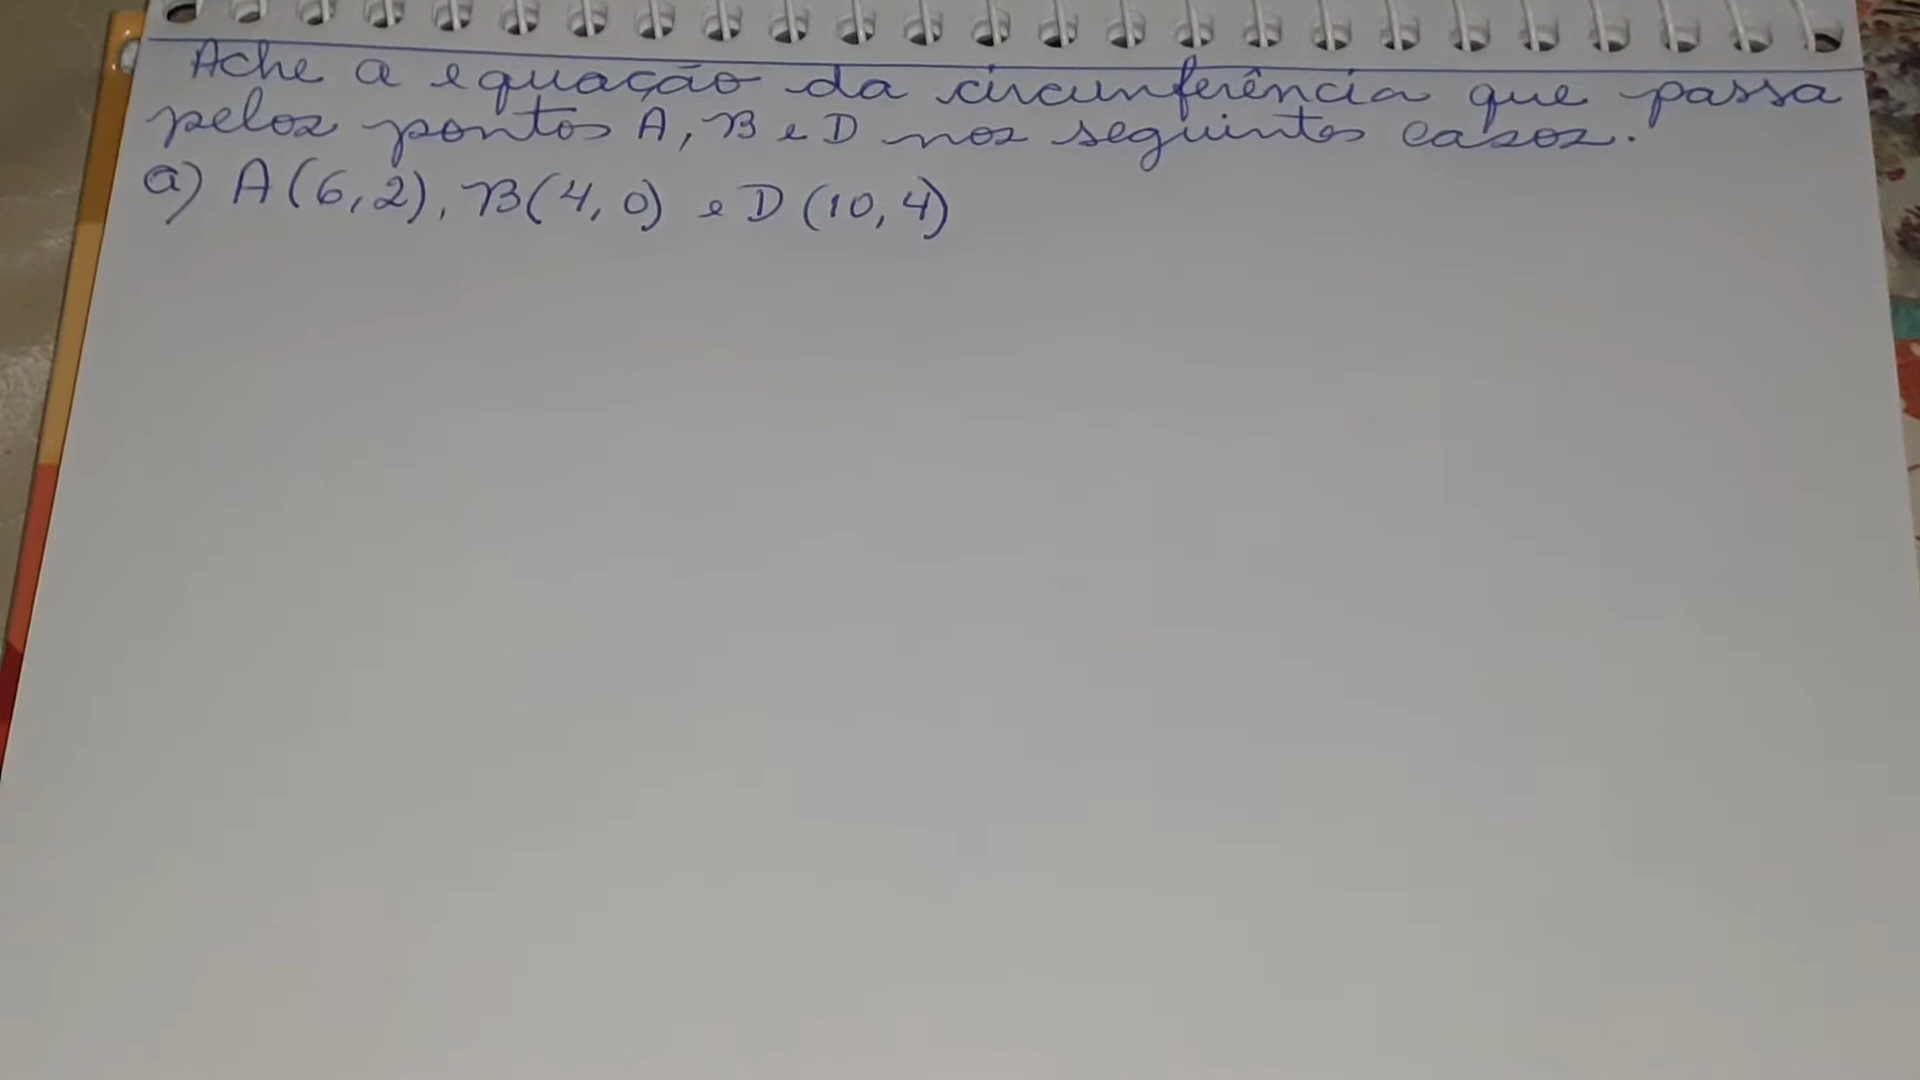 Ache a equação da circunferência que passa
pelos pontos A, B e D nos seguintes casos.
a) A(6,2), B(4,0) e D(10,4)